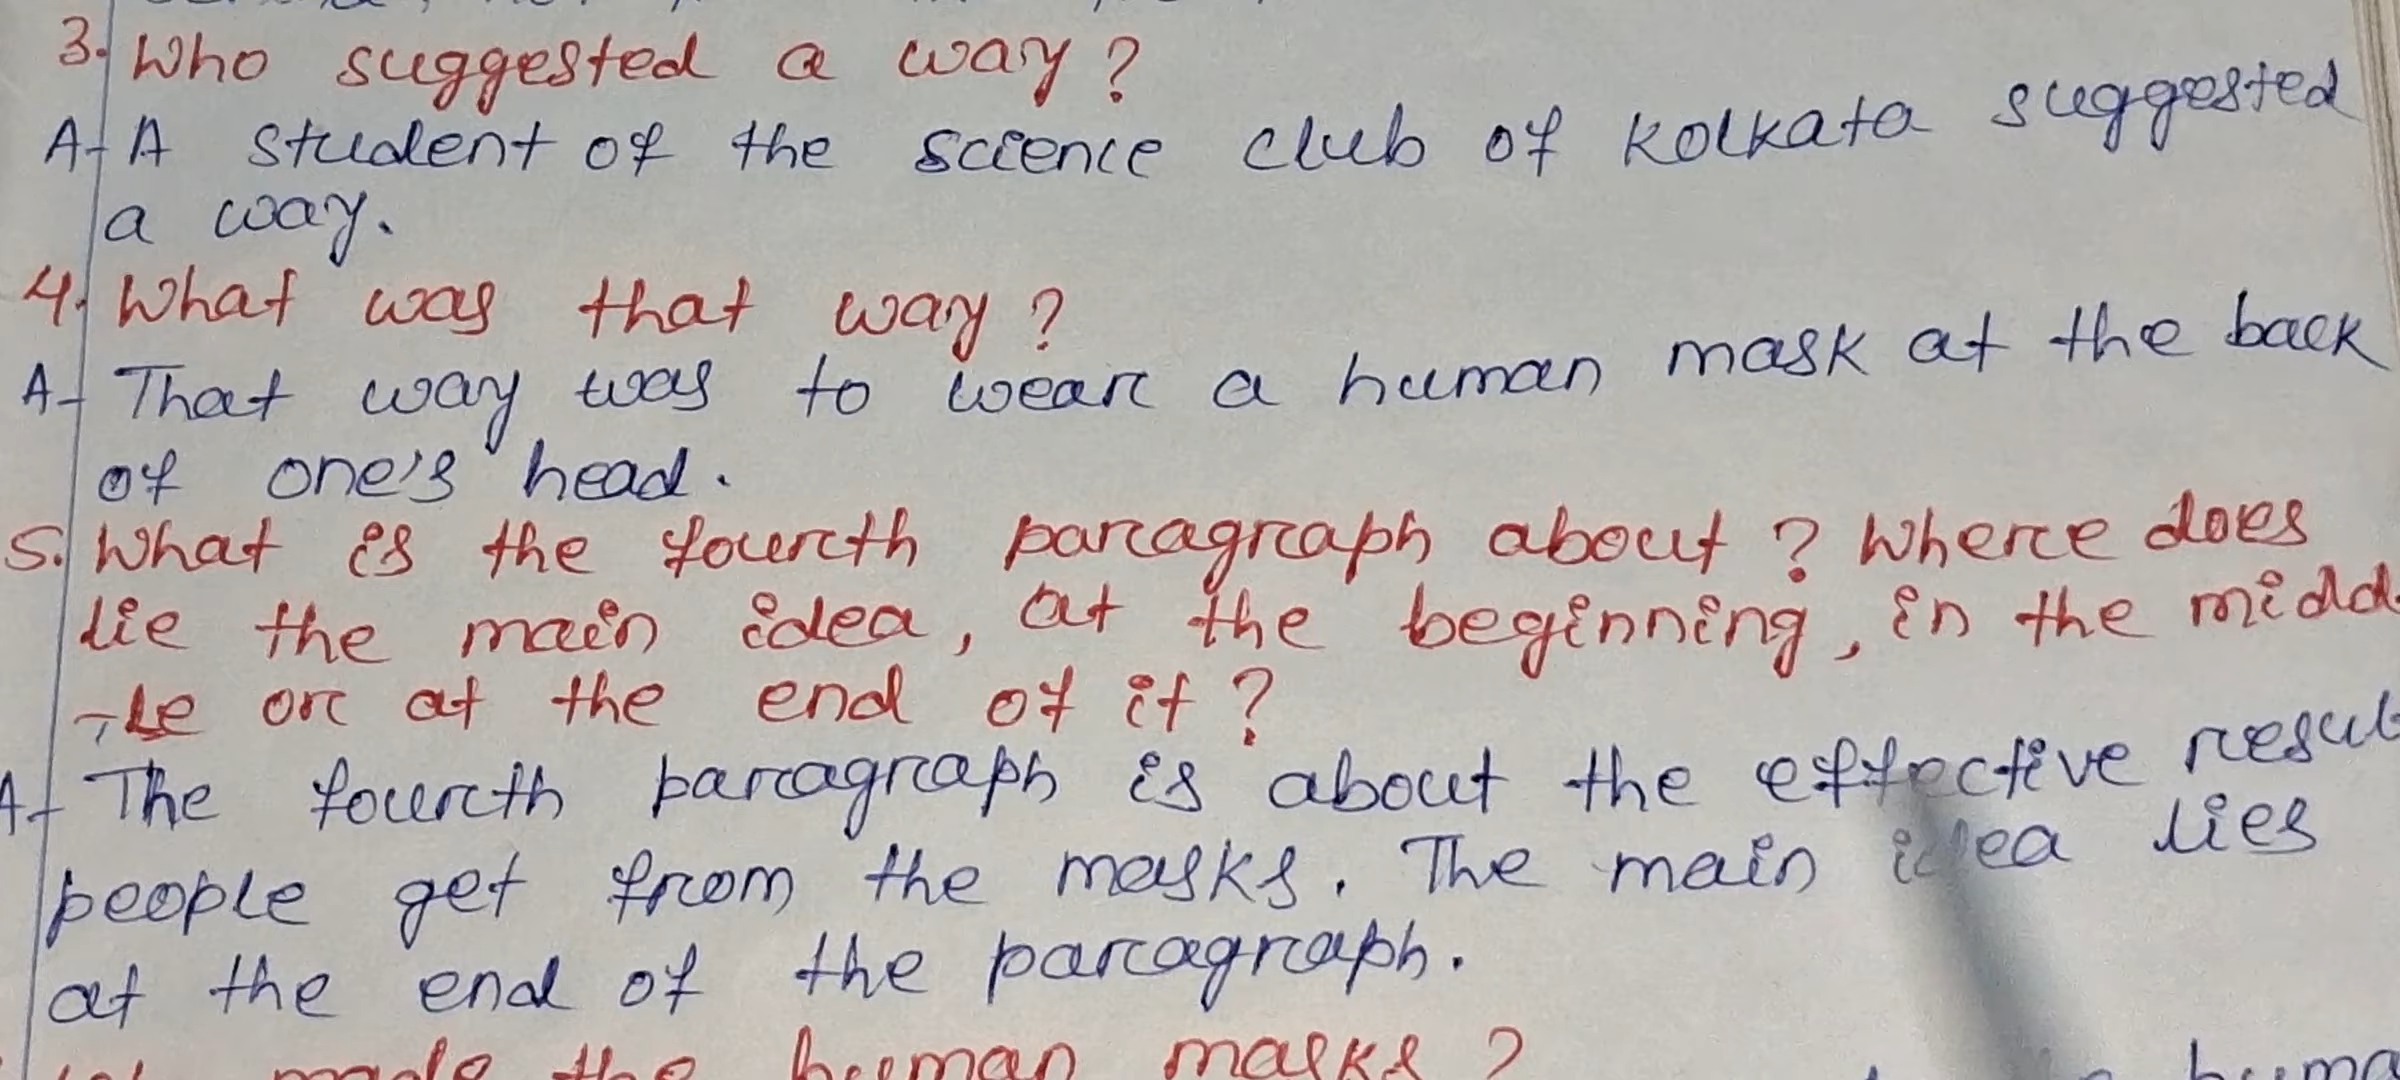 3. Who suggested a way?
A- A student of the science club of Kolkata suggested
a way.
4. What was that way?
A- That way was to wear a human mask at the back
of one's head.
5. What is the fourth paragraph about? Where does
lie the main idea, at the beginning, in the midd
-le or at the end of it?
A- The fourth paragraph is about the effective resul
people get from the masks. The main idea lies
at the end of the paragraph.
made the human masks?